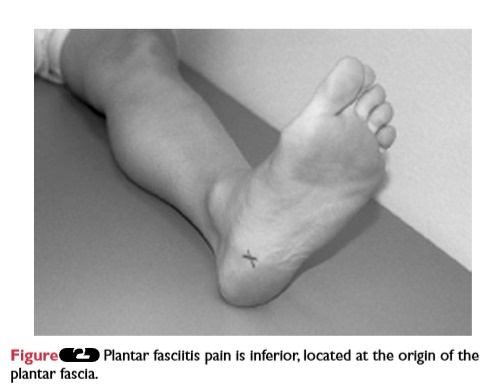 Figure 2 Plantar fasciitis pain is inferior, located at the origin of the
plantar fascia.